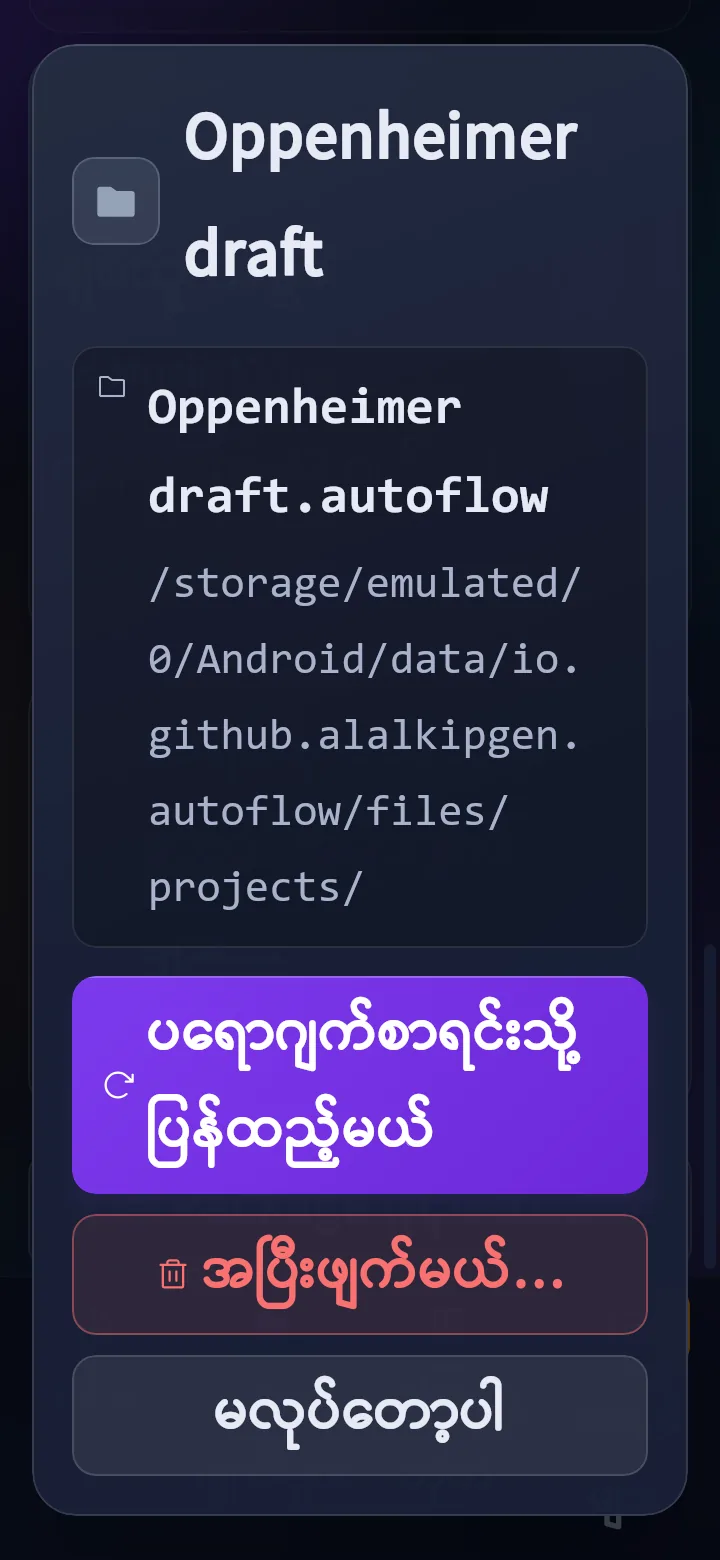 Oppenheimer
draft
Oppenheimer
draft.autoflow
/storage/emulated/
0/Android/data/io.
github.alalkipgen.
autoflow/files/
projects/
ပရောဂျက်စာရင်းသို့
ပြန်ထည့်မယ်
အပြီးဖျက်မယ်...
မလုပ်တော့ပါ